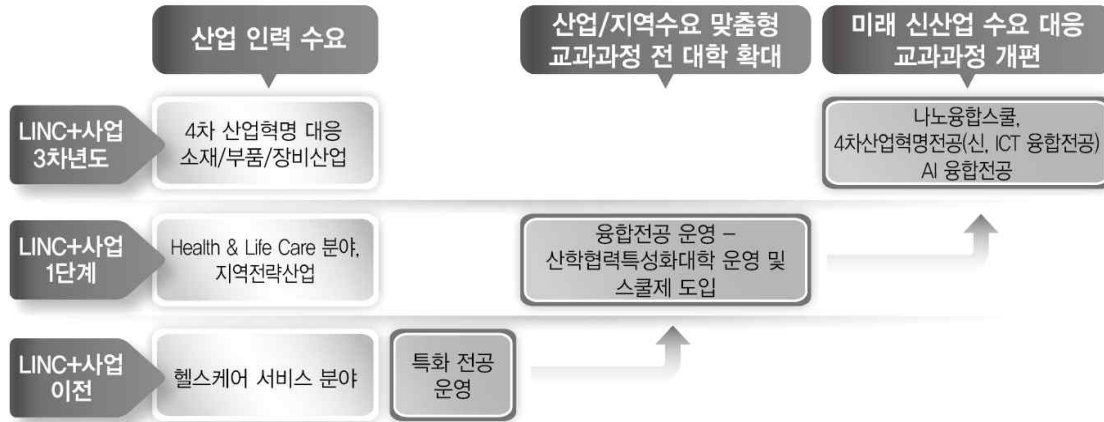 산업 인력 수요
산업/지역수요 맞춤형
교과과정 전 대학 확대
미래 신산업 수요 대응
교과과정 개편
LINC+사업
3차년도
4차 산업혁명 대응
소재/부품/장비산업
나노융합스쿨,
4차산업혁명전공(신, ICT 융합전공)
AI 융합전공
LINC+사업
1단계
Health & Life Care 분야,
지역전략산업
융합전공 운영 –
산학협력특성화대학 운영 및
스쿨제 도입
LINC+사업
이전
헬스케어 서비스 분야
특화 전공
운영